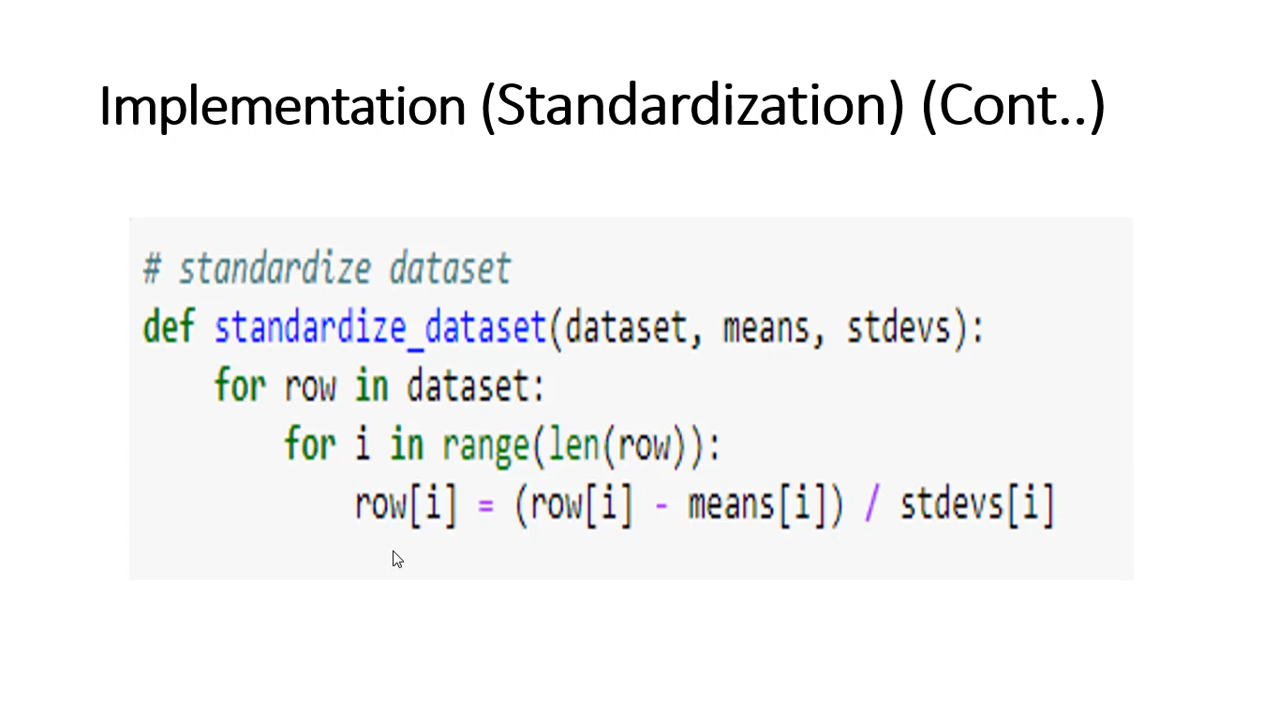 Implementation (Standardization) (Cont..)
# standardize dataset
def standardize_dataset(dataset, means, stdevs):
for row in dataset:
for i in range(len(row)):
row[i] = (row[i] - means[i]) / stdevs[i]